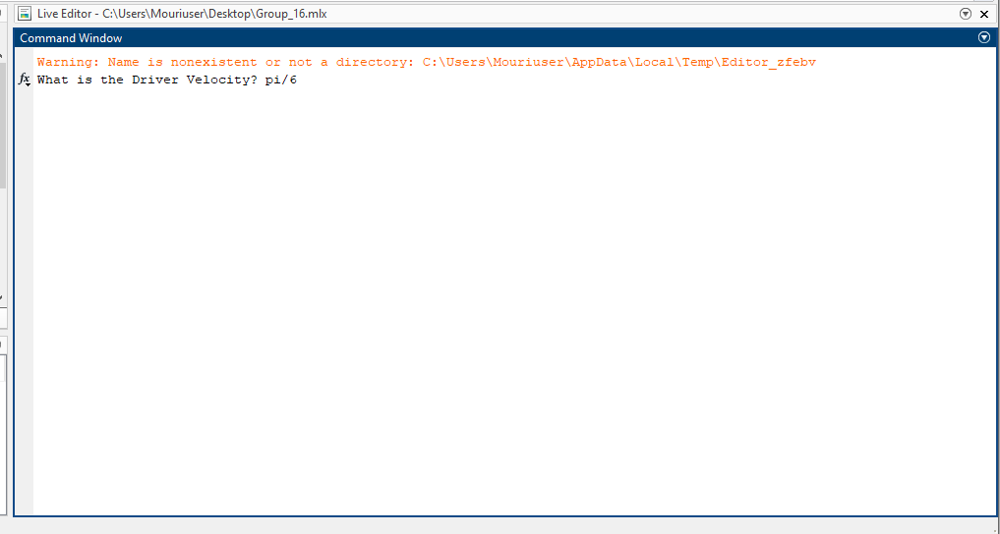 Live Editor - C:\Users\Mouriuser\Desktop\Group_16.mlx
Command Window
Warning: Name is nonexistent or not a directory: C:\Users\Mouriuser\AppData\Local\Temp\Editor_zfebv
fx What is the Driver Velocity? pi/6